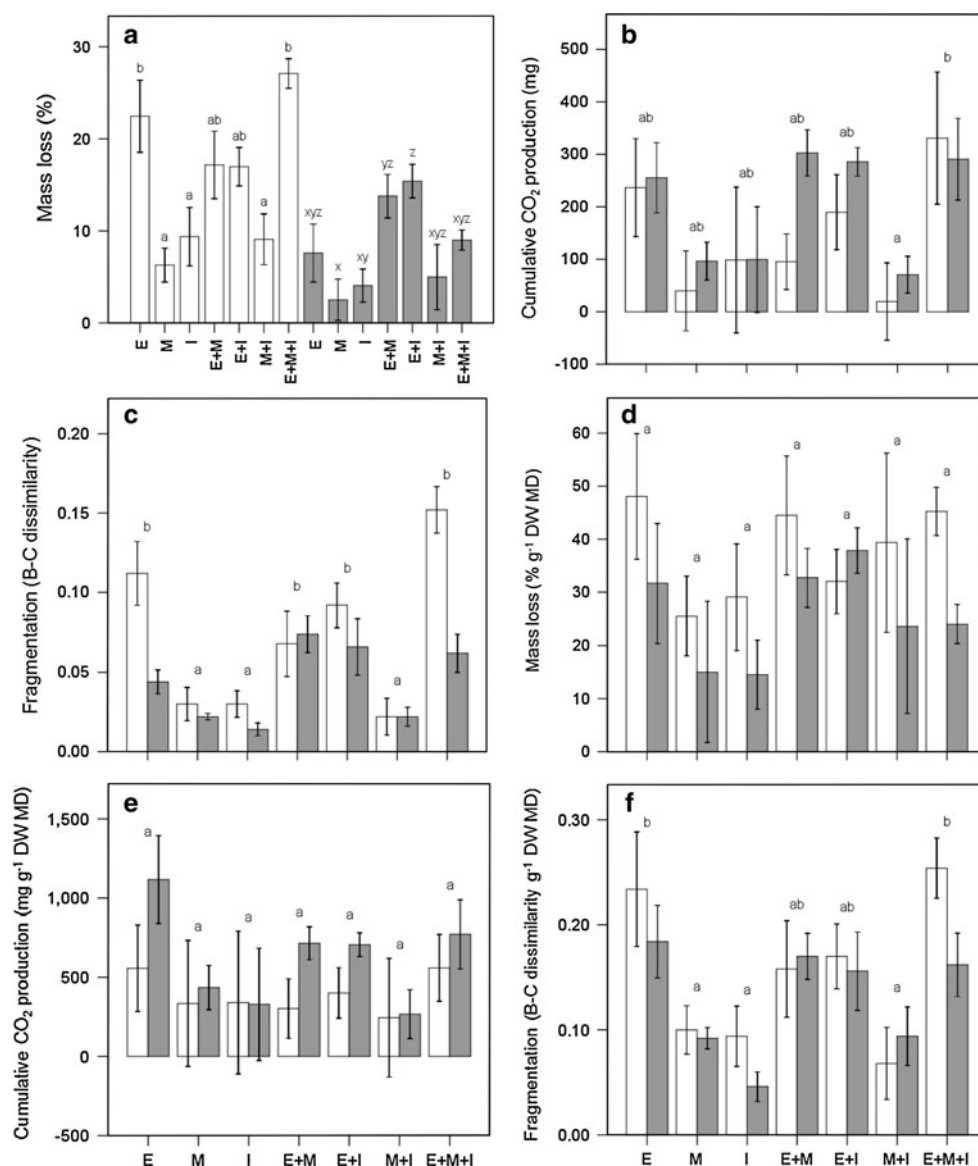 a
Mass loss (%)
30
20
10
0
b a a ab ab a b xyz x xy yz z xyz xyz
E M I E+M E+I M+I E+M+I E M I E+M E+I M+I E+M+I
b
Cumulative CO₂ production (mg)
500
400
300
200
100
0
-100
ab ab ab ab ab a b
c
Fragmentation (B-C dissimilarity)
0.20
0.15
0.10
0.05
0.00
b a a b b a b
d
Mass loss (% g⁻¹ DW MD)
60
50
40
30
20
10
0
a a a a a a a
e
Cumulative CO₂ production (mg g⁻¹ DW MD)
1,500
1,000
500
0
-500
a a a a a a a
E M I E+M E+I M+I E+M+I
f
Fragmentation (B-C dissimilarity g⁻¹ DW MD)
0.30
0.20
0.10
0.00
b a a ab ab a b
E M I E+M E+I M+I E+M+I